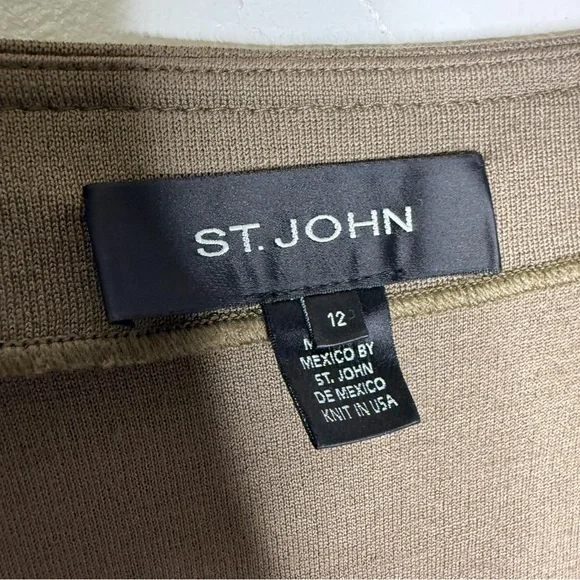 ST. JOHN
12
MEXICO BY
ST. JOHN
DE MEXICO
KNIT IN USA